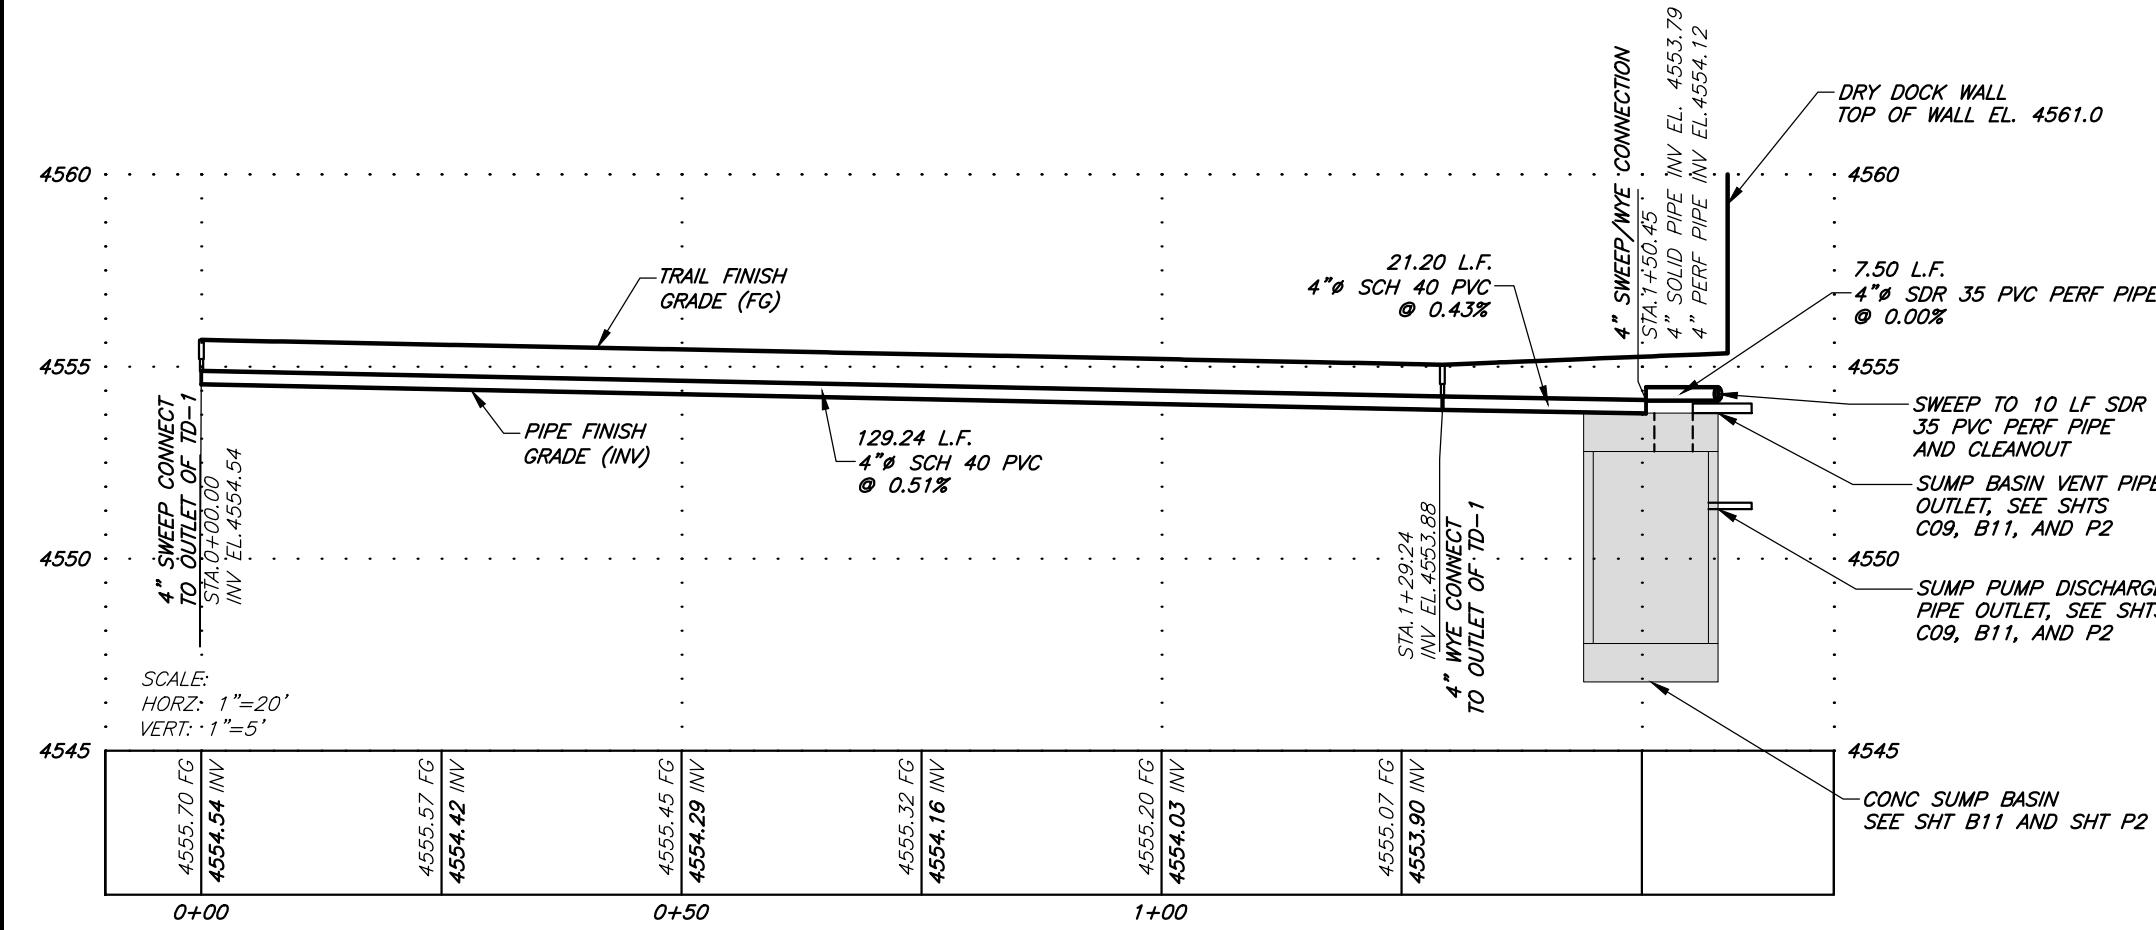 4" SWEEP/WYE CONNECTION
STA.1+50.45
4" SOLID PIPE INV EL. 4553.79
4" PERF PIPE INV EL.4554.12
DRY DOCK WALL
TOP OF WALL EL. 4561.0
4560
4560
TRAIL FINISH
GRADE (FG)
21.20 L.F.
4"ø SCH 40 PVC
@ 0.43%
7.50 L.F.
4"ø SDR 35 PVC PERF PIPE
@ 0.00%
4555
4555
4" SWEEP CONNECT
TO OUTLET OF TD-1
STA.0+00.00
INV EL.4554.54
PIPE FINISH
GRADE (INV)
129.24 L.F.
4"ø SCH 40 PVC
@ 0.51%
SWEEP TO 10 LF SDR
35 PVC PERF PIPE
AND CLEANOUT
SUMP BASIN VENT PIPE
OUTLET, SEE SHTS
C09, B11, AND P2
4550
4550
STA.1+29.24
INV EL.4553.88
4" WYE CONNECT
TO OUTLET OF TD-1
SUMP PUMP DISCHARGE
PIPE OUTLET, SEE SHTS
C09, B11, AND P2
SCALE:
HORZ: 1"=20'
VERT: 1"=5'
4545
4545
4555.70 FG
4554.54 INV
4555.57 FG
4554.42 INV
4555.45 FG
4554.29 INV
4555.32 FG
4554.16 INV
4555.20 FG
4554.03 INV
4555.07 FG
4553.90 INV
CONC SUMP BASIN
SEE SHT B11 AND SHT P2
0+00
0+50
1+00